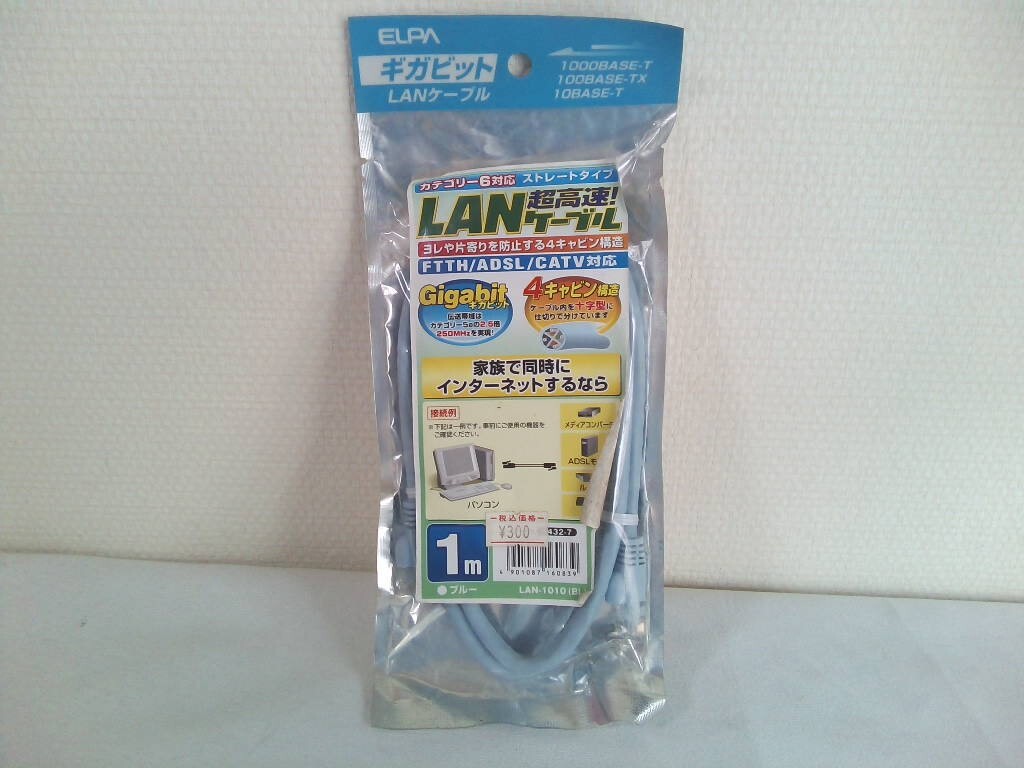 ELPA
ギガビット
LANケーブル
1000BASE-T
100BASE-TX
10BASE-T
カテゴリー6対応 ストレートタイプ
LAN 超高速!
ケーブル
ヨレや片寄りを防止する4キャビン構造
FTTH/ADSL/CATV対応
Gigabit
ギガビット
伝送帯域は
カテゴリー5eの2.5倍
250MHzを実現!
4キャビン構造
ケーブル内を十字型に
仕切りで分けています
家族で同時に
インターネットするなら
接続例
※下記は一例です。事前にご使用の機器を
ご確認ください。
メディアコンバー
ADSLモ
ル
パソコン
税込価格
¥300
432-7
1m
4 901087 160839
ブルー
LAN-1010(B